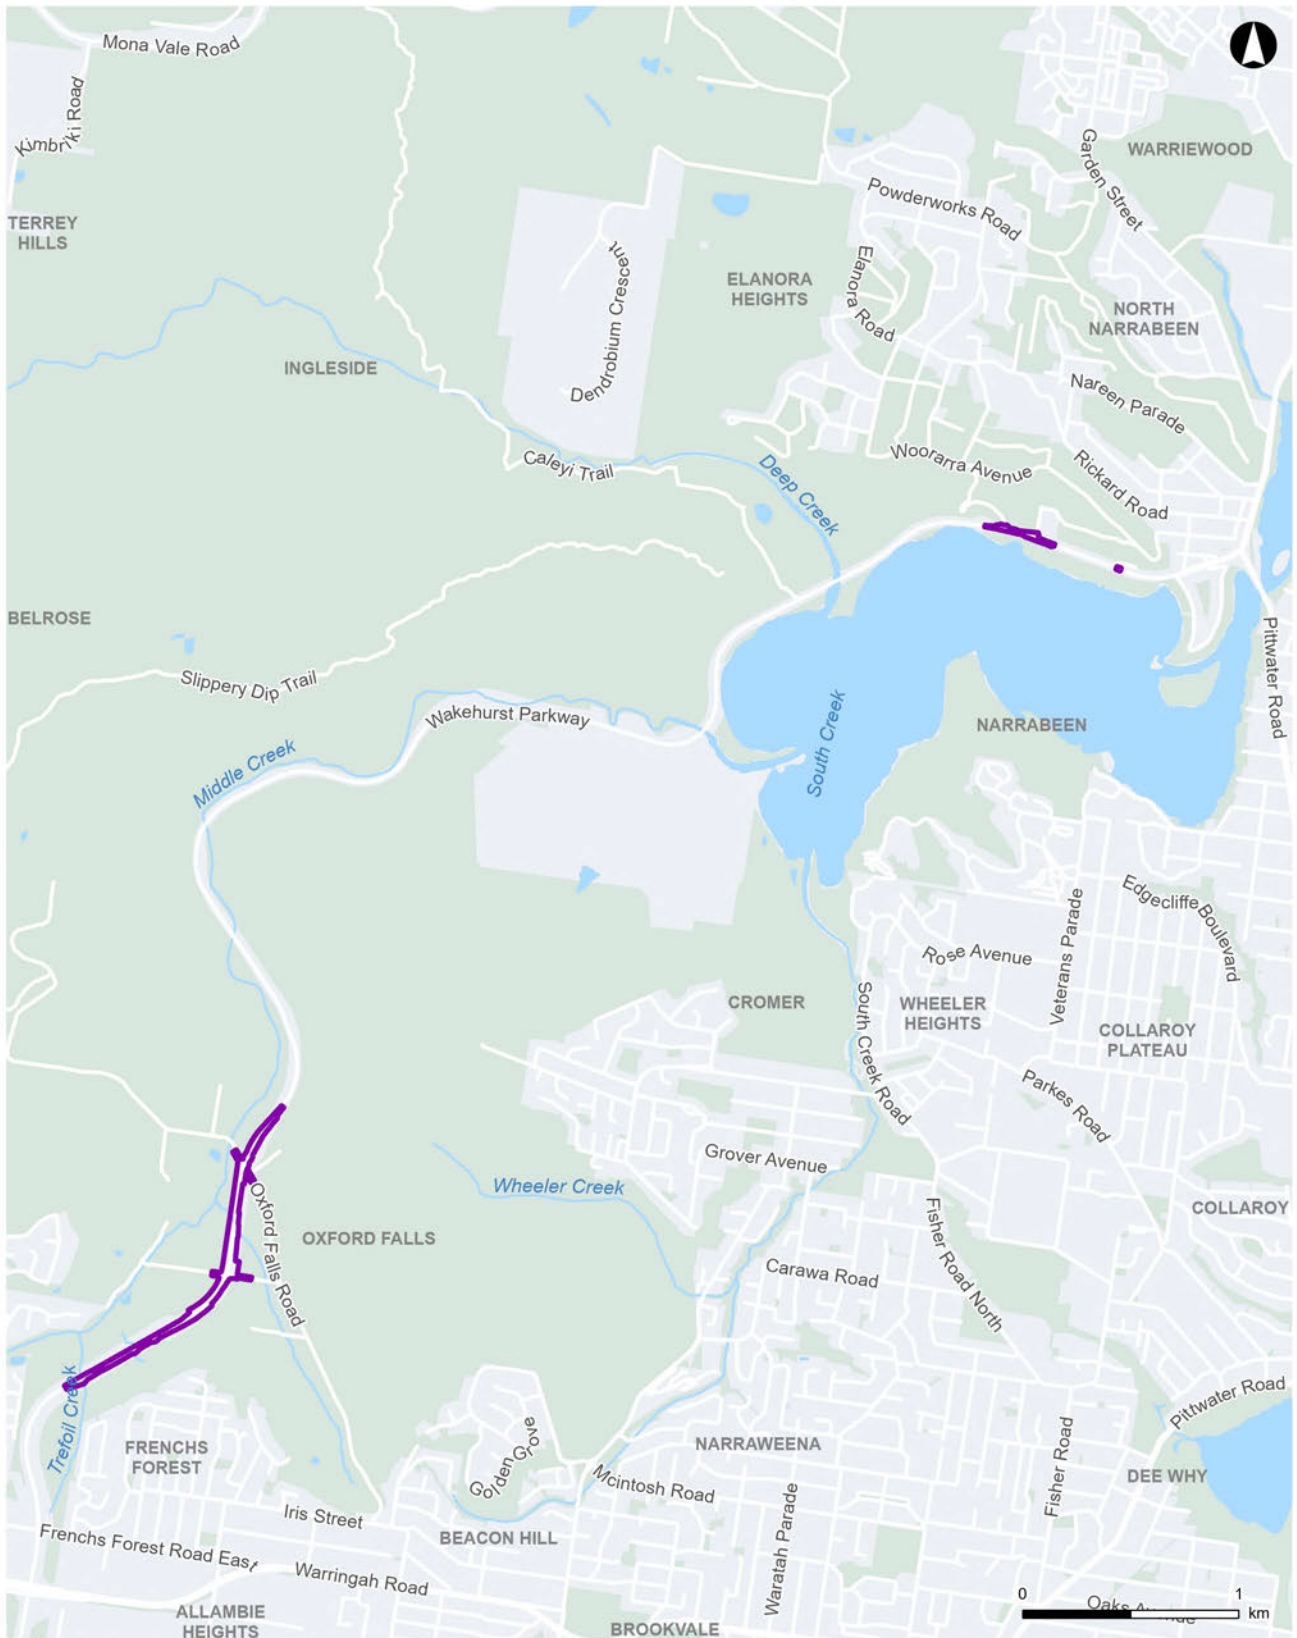 Mona Vale Road
Kimbriki Road
WARRIEWOOD
Garden Street
Powderworks Road
TERREY
HILLS
ELANORA
HEIGHTS
Elanora Road
Dendrobium Crescent
NORTH
NARRABEEN
INGLESIDE
Nareen Parade
Woorarra Avenue
Rickard Road
Caleyi Trail
Deep Creek
BELROSE
Pittwater Road
Slippery Dip Trail
Wakehurst Parkway
South Creek
NARRABEEN
Middle Creek
Edgecliffe Boulevard
Veterans Parade
Rose Avenue
CROMER
WHEELER
HEIGHTS
South Creek Road
COLLAROY
PLATEAU
Parkes Road
Grover Avenue
Wheeler Creek
Oxford Falls Road
OXFORD FALLS
COLLAROY
Fisher Road North
Carawa Road
Trefoil Creek
Pittwater Road
FRENCHS
FOREST
Golden Grove
NARRAWEENA
Fisher Road
DEE WHY
Mcintosh Road
Iris Street
BEACON HILL
Waratah Parade
Frenchs Forest Road East
Warringah Road
ALLAMBIE
HEIGHTS
BROOKVALE
Oaks Avenue
0 1
km